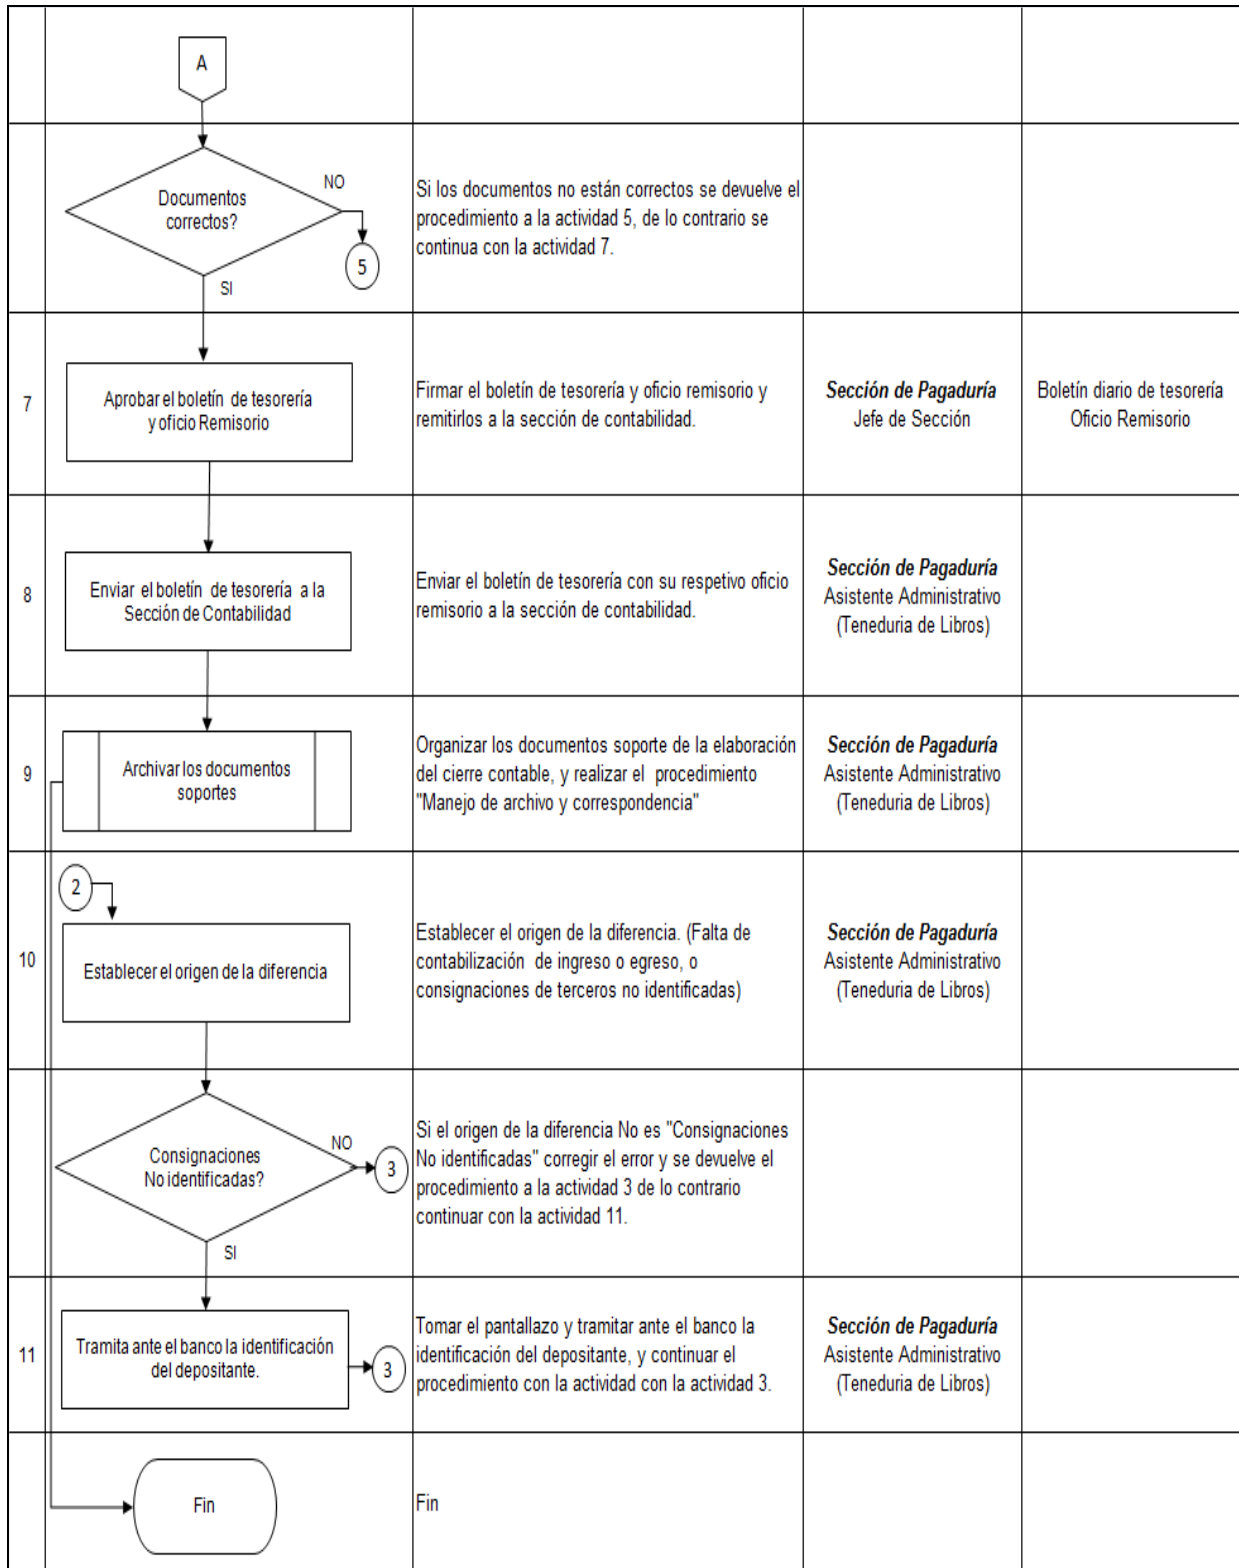 A
Documentos
correctos?
NO
5
SI
Si los documentos no están correctos se devuelve el
procedimiento a la actividad 5, de lo contrario se
continua con la actividad 7.
7
Aprobar el boletín de tesorería
y oficio Remisorio
Firmar el boletín de tesorería y oficio remisorio y
remitirlos a la sección de contabilidad.
Sección de Pagaduría
Jefe de Sección
Boletín diario de tesorería
Oficio Remisorio
8
Enviar el boletín de tesorería a la
Sección de Contabilidad
Enviar el boletín de tesorería con su respetivo oficio
remisorio a la sección de contabilidad.
Sección de Pagaduría
Asistente Administrativo
(Teneduria de Libros)
9
Archivar los documentos
soportes
Organizar los documentos soporte de la elaboración
del cierre contable, y realizar el procedimiento
"Manejo de archivo y correspondencia"
Sección de Pagaduría
Asistente Administrativo
(Teneduria de Libros)
2
10
Establecer el origen de la diferencia
Establecer el origen de la diferencia. (Falta de
contabilización de ingreso o egreso, o
consignaciones de terceros no identificadas)
Sección de Pagaduría
Asistente Administrativo
(Teneduria de Libros)
Consignaciones
No identificadas?
NO
3
SI
Si el origen de la diferencia No es "Consignaciones
No identificadas" corregir el error y se devuelve el
procedimiento a la actividad 3 de lo contrario
continuar con la actividad 11.
11
Tramita ante el banco la identificación
del depositante.
3
Tomar el pantallazo y tramitar ante el banco la
identificación del depositante, y continuar el
procedimiento con la actividad con la actividad 3.
Sección de Pagaduría
Asistente Administrativo
(Teneduria de Libros)
Fin
Fin